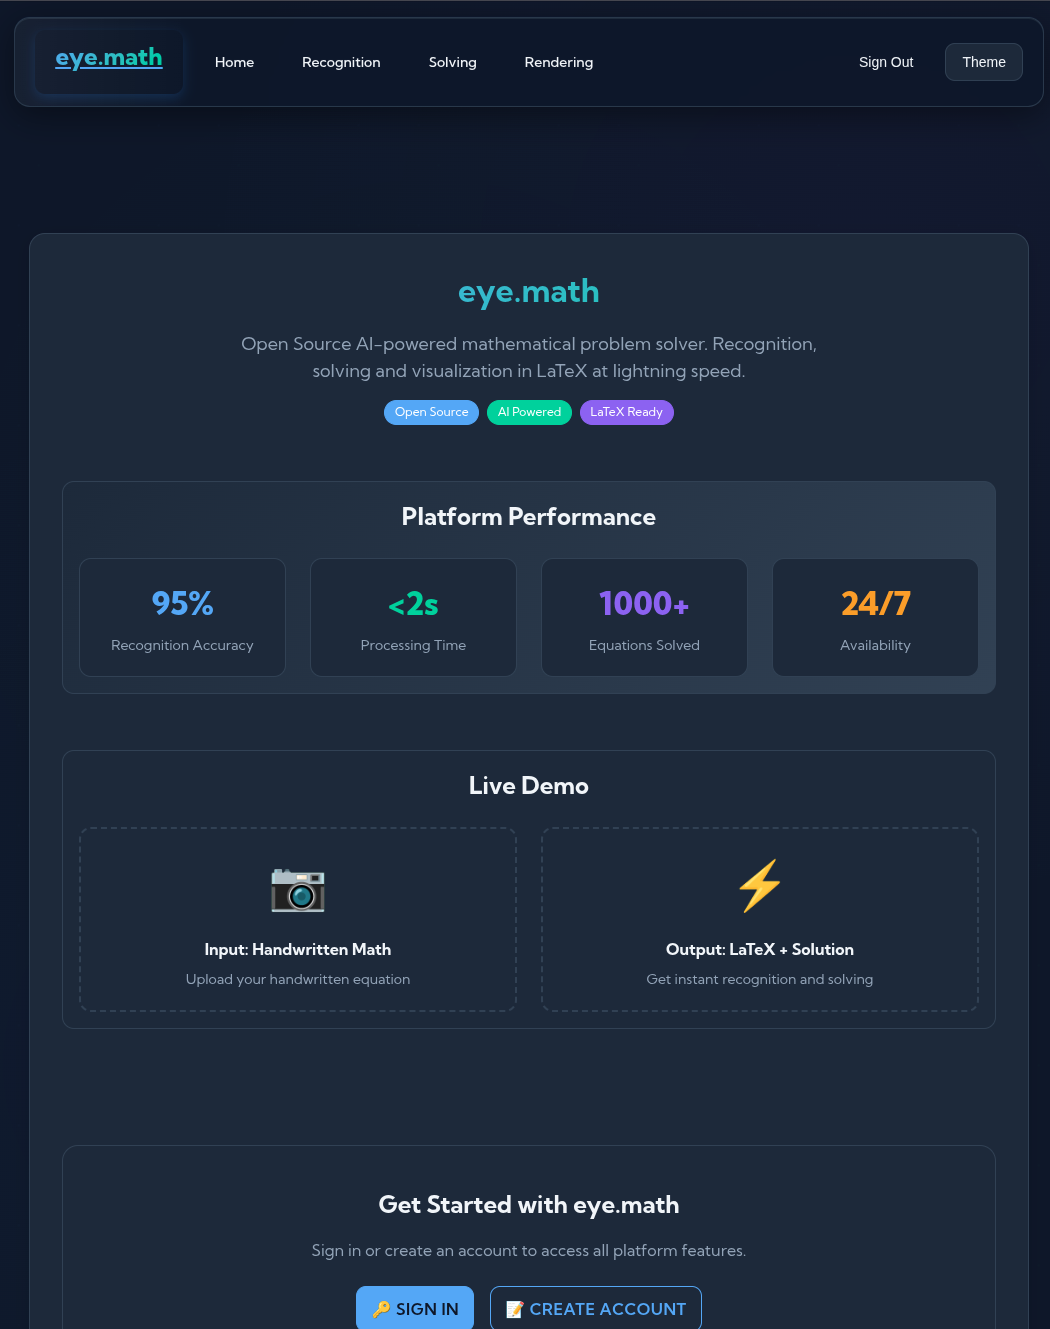 eye.math
Home
Recognition
Solving
Rendering
Sign Out
Theme
eye.math
Open Source AI-powered mathematical problem solver. Recognition,
solving and visualization in LaTeX at lightning speed.
Open Source
AI Powered
LaTeX Ready
Platform Performance
95%
Recognition Accuracy
<2s
Processing Time
1000+
Equations Solved
24/7
Availability
Live Demo
Input: Handwritten Math
Upload your handwritten equation
Output: LaTeX + Solution
Get instant recognition and solving
Get Started with eye.math
Sign in or create an account to access all platform features.
SIGN IN
CREATE ACCOUNT